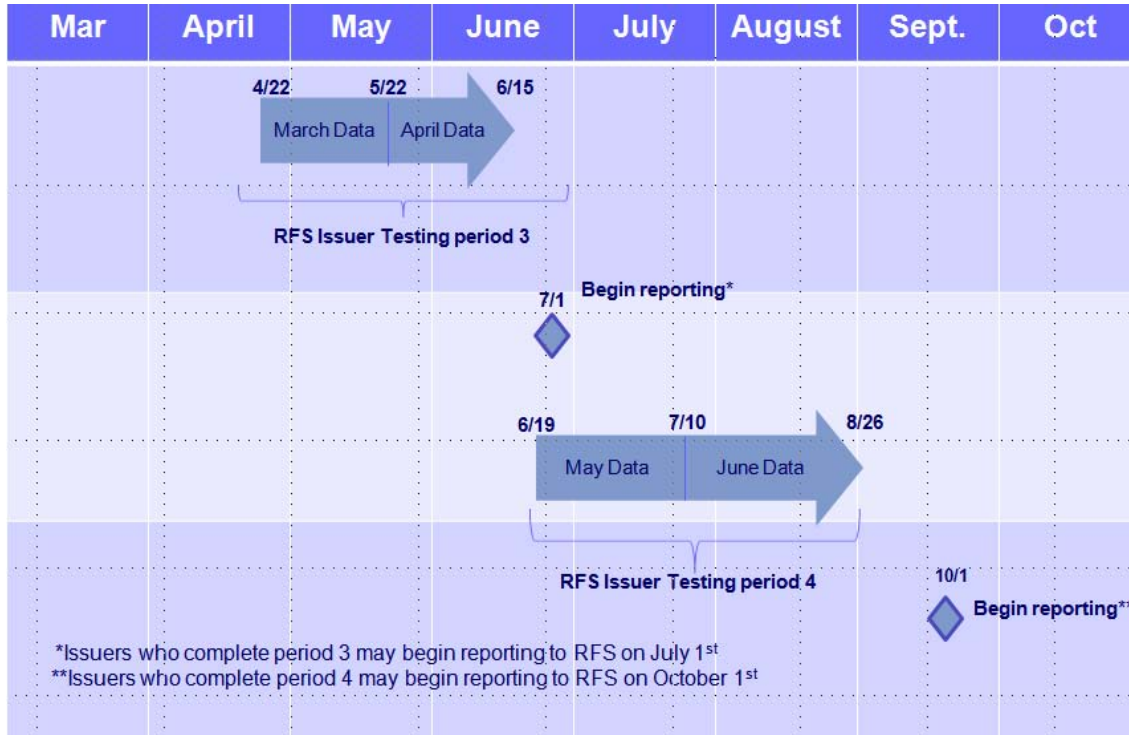 Mar April May June July August Sept. Oct
4/22 5/22 6/15
March Data April Data
RFS Issuer Testing period 3
Begin reporting*
7/1
6/19 7/10 8/26
May Data June Data
RFS Issuer Testing period 4
10/1
Begin reporting**
*Issuers who complete period 3 may begin reporting to RFS on July 1st
**Issuers who complete period 4 may begin reporting to RFS on October 1st